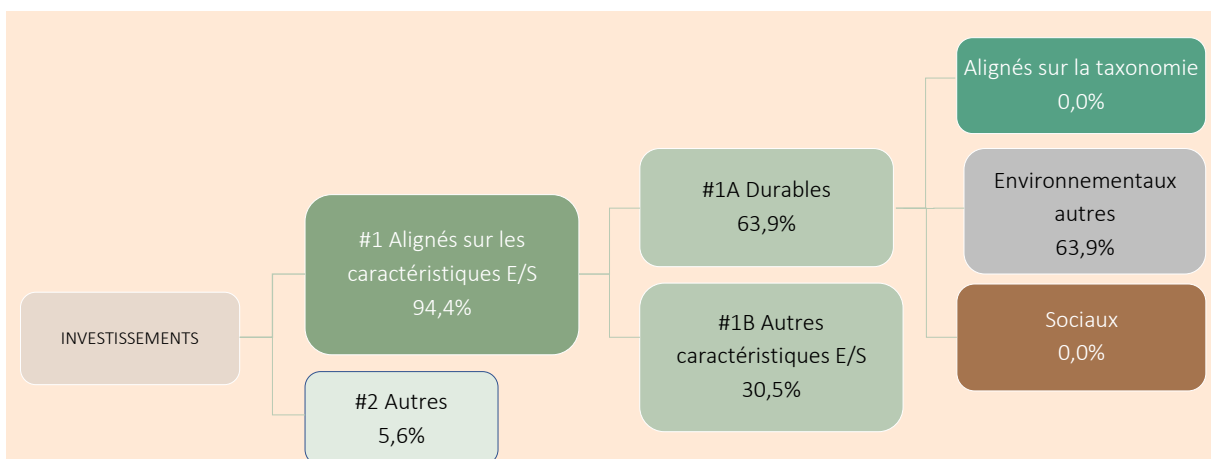 INVESTISSEMENTS
#1 Alignés sur les
caractéristiques E/S
94,4%
#2 Autres
5,6%
#1A Durables
63,9%
#1B Autres
caractéristiques E/S
30,5%
Alignés sur la taxonomie
0,0%
Environnementaux
autres
63,9%
Sociaux
0,0%